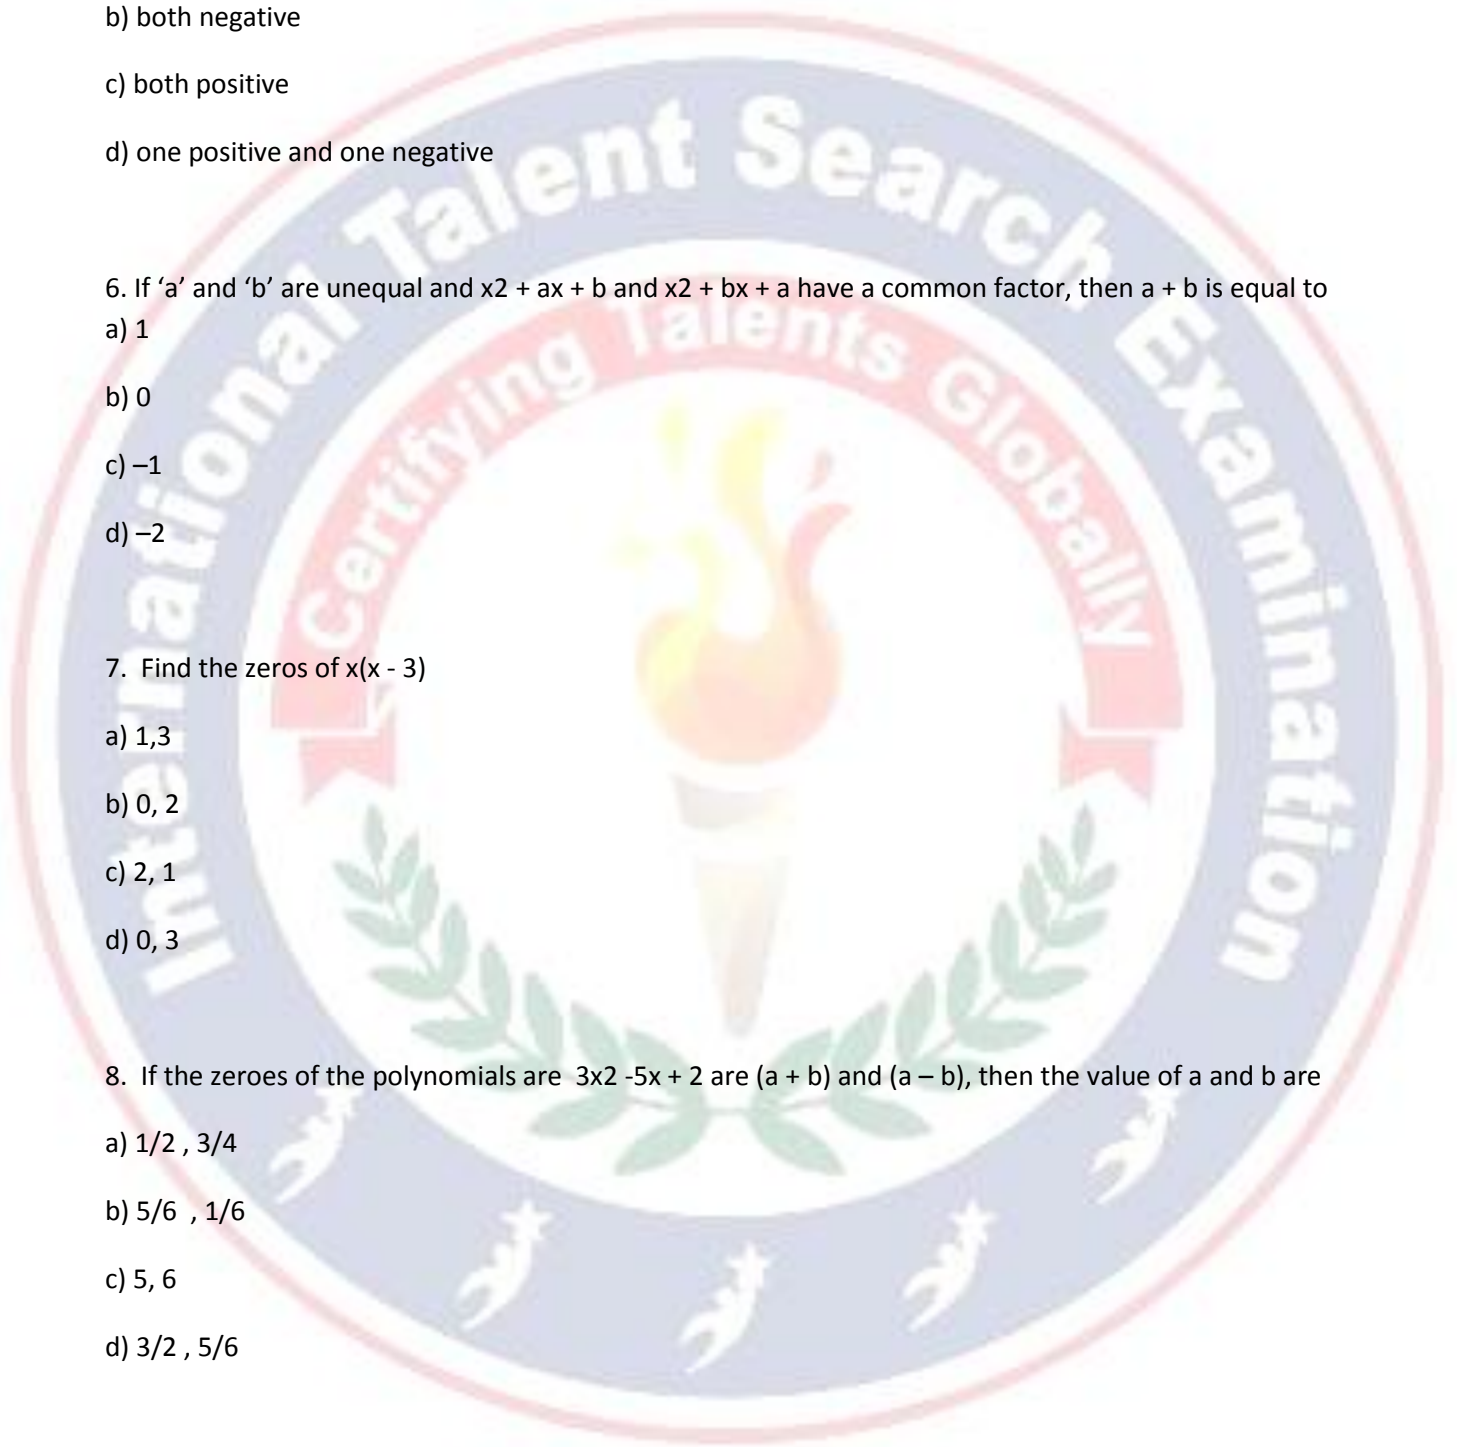 b) both negative
c) both positive
d) one positive and one negative
6. If ‘a’ and ‘b’ are unequal and x2 + ax + b and x2 + bx + a have a common factor, then a + b is equal to
a) 1
b) 0
c) –1
d) –2
7.  Find the zeros of x(x - 3)
a) 1,3
b) 0, 2
c) 2, 1
d) 0, 3
8.  If the zeroes of the polynomials are  3x2 -5x + 2 are (a + b) and (a – b), then the value of a and b are
a) 1/2 , 3/4
b) 5/6  , 1/6
c) 5, 6
d) 3/2 , 5/6
International Talent Search Examination
Certifying Talents Globally